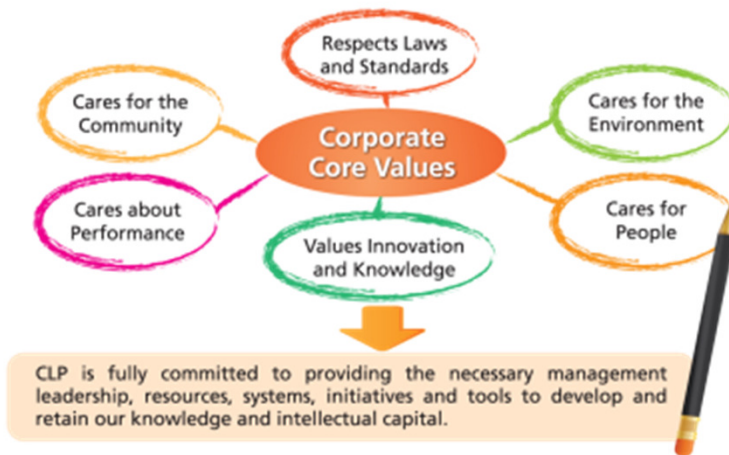 Respects Laws
and Standards
Cares for the
Community
Cares for the
Environment
Corporate
Core Values
Cares about
Performance
Cares for
People
Values Innovation
and Knowledge
CLP is fully committed to providing the necessary management
leadership, resources, systems, initiatives and tools to develop and
retain our knowledge and intellectual capital.